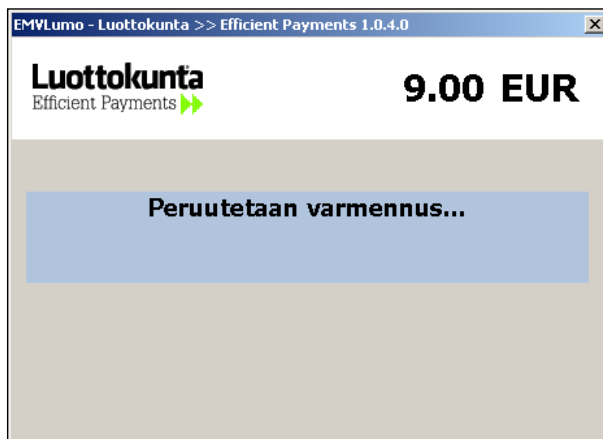 EMVLumo - Luottokunta >> Efficient Payments 1.0.4.0
Luottokunta
Efficient Payments
9.00 EUR
Peruutetaan varmennus...